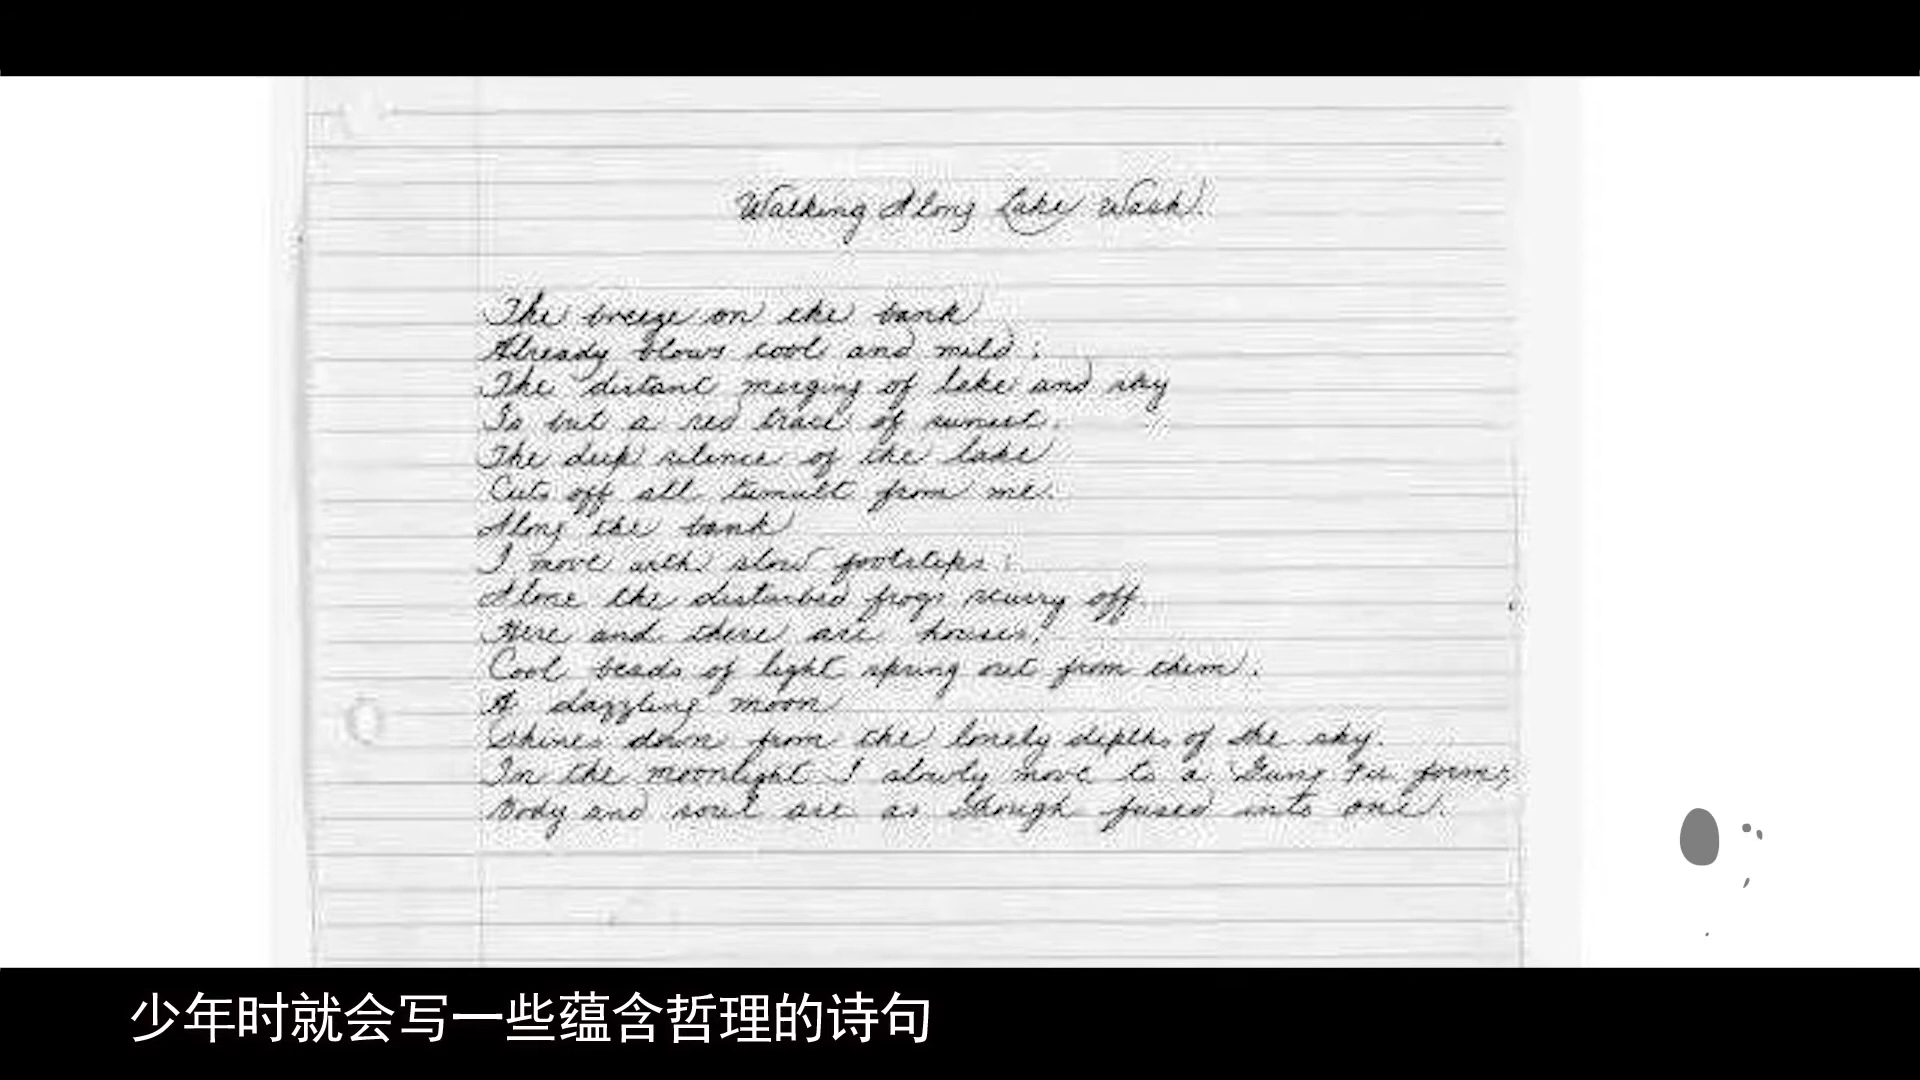 Walking Along Lake Wash.
The breeze on the bank
Already blows cool and mild;
The distant merging of lake and sky
Is but a red trace of sunset.
The deep silence of the lake
Cuts off all tumult from me.
Along the bank
I move with slow footsteps;
Alone the disturbed frogs scurry off.
Here and there are houses,
Cool beads of light spring out from them.
A dazzling moon
Shines down from the lonely depths of the sky.
In the moonlight I slowly move to a Gung Fu form;
Body and soul are as though fused into one.
少年时就会写一些蕴含哲理的诗句